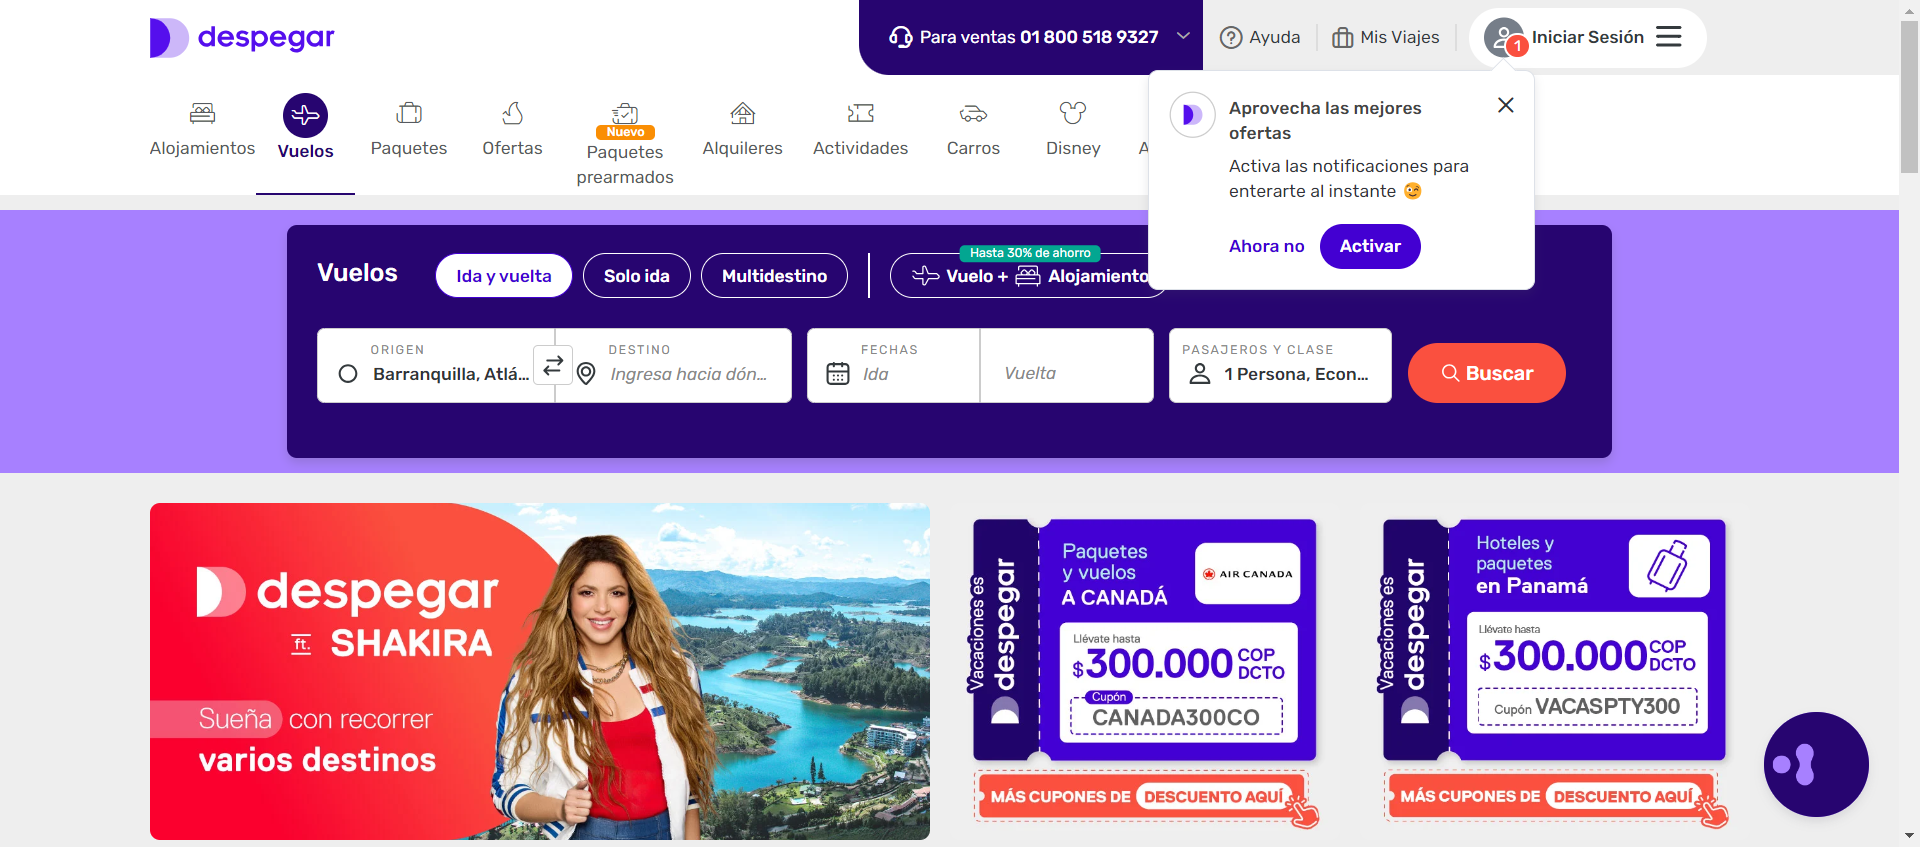 despegar
Para ventas 01 800 518 9327
Ayuda
Mis Viajes
1
Iniciar Sesión
Alojamientos
Vuelos
Paquetes
Ofertas
Nuevo
Paquetes
prearmados
Alquileres
Actividades
Carros
Disney
A
Aprovecha las mejores
ofertas
Activa las notificaciones para
enterarte al instante 😉
Ahora no
Activar
Vuelos
Ida y vuelta
Solo ida
Multidestino
Hasta 30% de ahorro
Vuelo + Alojamiento
ORIGEN
Barranquilla, Atlá...
DESTINO
Ingresa hacia dón...
FECHAS
Ida
Vuelta
PASAJEROS Y CLASE
1 Persona, Econ...
Buscar
despegar
ft. SHAKIRA
Sueña con recorrer
varios destinos
Vacaciones es
despegar
Paquetes
y vuelos
A CANADÁ
AIR CANADA
Llévate hasta
$300.000 COP
DCTO
Cupón
CANADA300CO
MÁS CUPONES DE DESCUENTO AQUÍ
Vacaciones es
despegar
Hoteles y
paquetes
en Panamá
Llévate hasta
$300.000 COP
DCTO
Cupón VACASPTY300
MÁS CUPONES DE DESCUENTO AQUÍ